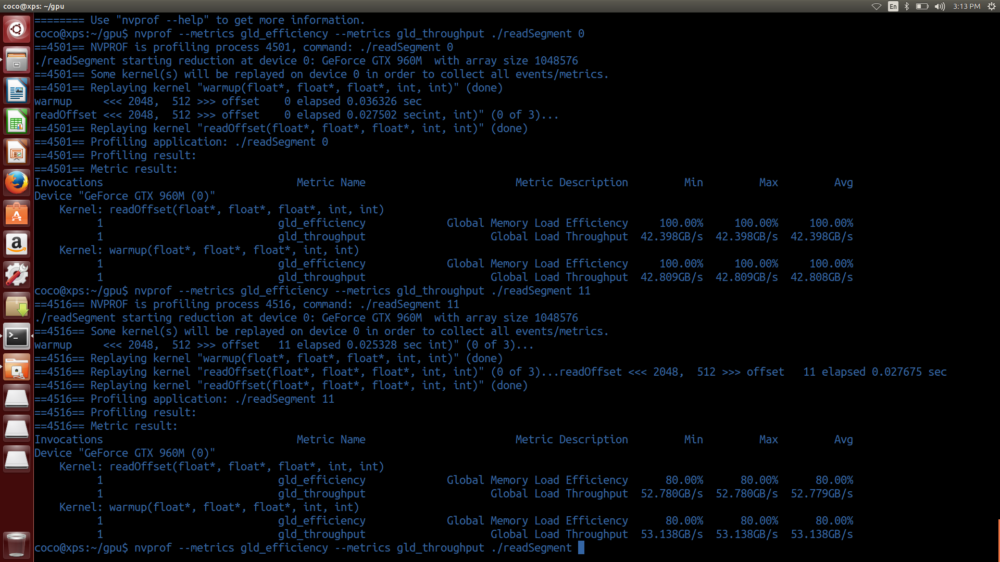 coco@xps: ~/gpu
En
3:13 PM
======== Use "nvprof --help" to get more information.
coco@xps:~/gpu$ nvprof --metrics gld_efficiency --metrics gld_throughput ./readSegment 0
==4501== NVPROF is profiling process 4501, command: ./readSegment 0
./readSegment starting reduction at device 0: GeForce GTX 960M  with array size 1048576
==4501== Some kernel(s) will be replayed on device 0 in order to collect all events/metrics.
==4501== Replaying kernel "warmup(float*, float*, float*, int, int)" (done)
warmup     <<< 2048,  512 >>> offset    0 elapsed 0.036326 sec
readOffset <<< 2048,  512 >>> offset    0 elapsed 0.027502 secint, int)" (0 of 3)...
==4501== Replaying kernel "readOffset(float*, float*, float*, int, int)" (done)
==4501== Profiling application: ./readSegment 0
==4501== Profiling result:
==4501== Metric result:
Invocations                               Metric Name                        Metric Description         Min         Max         Avg
Device "GeForce GTX 960M (0)"
    Kernel: readOffset(float*, float*, float*, int, int)
          1                            gld_efficiency             Global Memory Load Efficiency     100.00%     100.00%     100.00%
          1                            gld_throughput                    Global Load Throughput  42.398GB/s  42.398GB/s  42.398GB/s
    Kernel: warmup(float*, float*, float*, int, int)
          1                            gld_efficiency             Global Memory Load Efficiency     100.00%     100.00%     100.00%
          1                            gld_throughput                    Global Load Throughput  42.809GB/s  42.809GB/s  42.808GB/s
coco@xps:~/gpu$ nvprof --metrics gld_efficiency --metrics gld_throughput ./readSegment 11
==4516== NVPROF is profiling process 4516, command: ./readSegment 11
./readSegment starting reduction at device 0: GeForce GTX 960M  with array size 1048576
==4516== Some kernel(s) will be replayed on device 0 in order to collect all events/metrics.
warmup     <<< 2048,  512 >>> offset   11 elapsed 0.025328 sec int)" (0 of 3)...
==4516== Replaying kernel "warmup(float*, float*, float*, int, int)" (done)
==4516== Replaying kernel "readOffset(float*, float*, float*, int, int)" (0 of 3)...readOffset <<< 2048,  512 >>> offset   11 elapsed 0.027675 sec
==4516== Replaying kernel "readOffset(float*, float*, float*, int, int)" (done)
==4516== Profiling application: ./readSegment 11
==4516== Profiling result:
==4516== Metric result:
Invocations                               Metric Name                        Metric Description         Min         Max         Avg
Device "GeForce GTX 960M (0)"
    Kernel: readOffset(float*, float*, float*, int, int)
          1                            gld_efficiency             Global Memory Load Efficiency      80.00%      80.00%      80.00%
          1                            gld_throughput                    Global Load Throughput  52.780GB/s  52.780GB/s  52.779GB/s
    Kernel: warmup(float*, float*, float*, int, int)
          1                            gld_efficiency             Global Memory Load Efficiency      80.00%      80.00%      80.00%
          1                            gld_throughput                    Global Load Throughput  53.138GB/s  53.138GB/s  53.138GB/s
coco@xps:~/gpu$ nvprof --metrics gld_efficiency --metrics gld_throughput ./readSegment